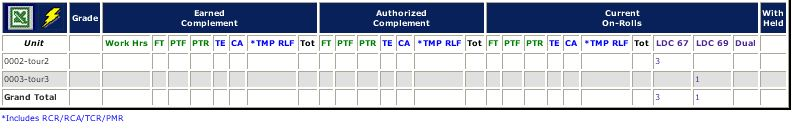 Grade Earned Complement Authorized Complement Current On-Rolls With Held
Unit Work Hrs FT PTF PTR TE CA *TMP RLF Tot FT PTF PTR TE CA *TMP RLF Tot FT PTF PTR TE CA *TMP RLF Tot LDC 67 LDC 69 Dual
0002-tour2 3
0003-tour3 1
Grand Total 3 1
*Includes RCR/RCA/TCR/PMR